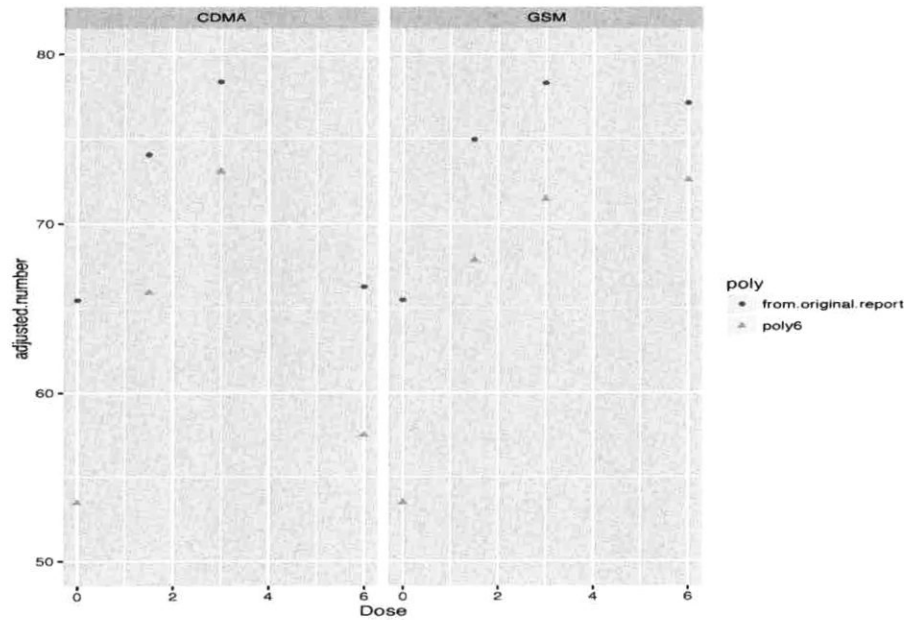 CDMA GSM
80
70
60
50
adjusted.number
0 2 4 6 0 2 4 6
Dose
poly
from.original.report
poly6